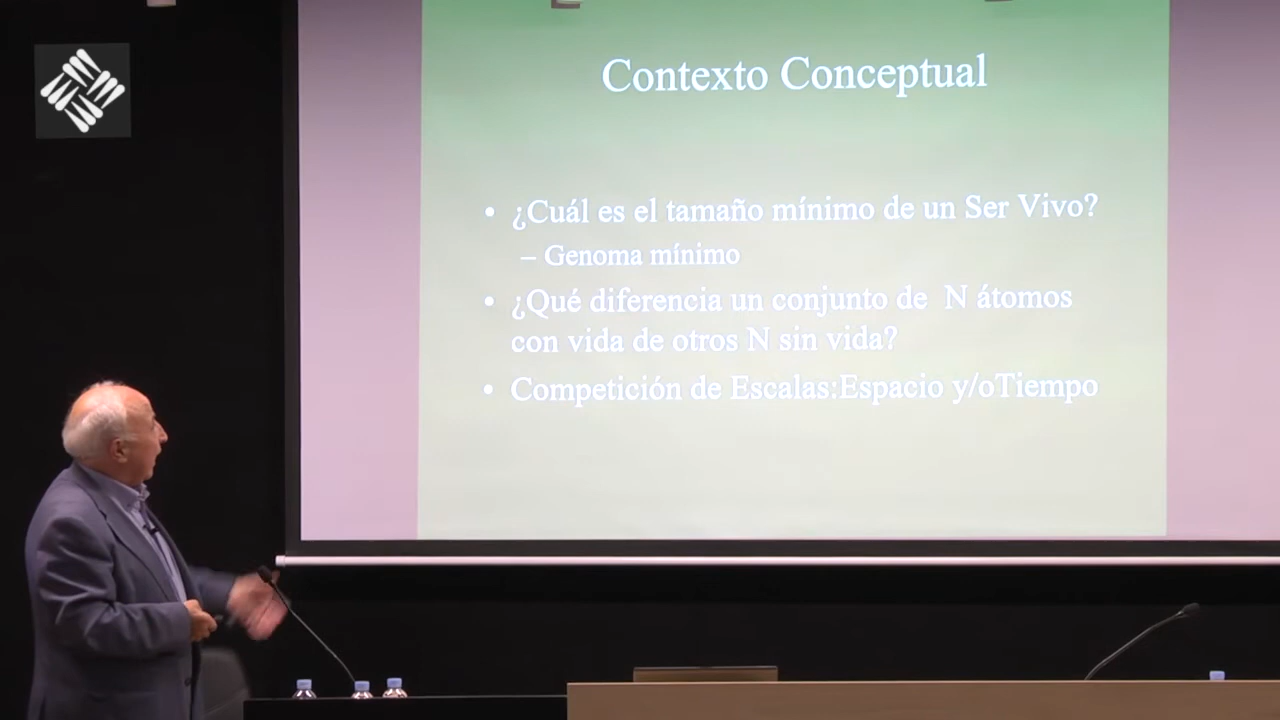 Contexto Conceptual
• ¿Cuál es el tamaño mínimo de un Ser Vivo?
– Genoma mínimo
• ¿Qué diferencia un conjunto de N átomos
con vida de otros N sin vida?
• Competición de Escalas:Espacio y/oTiempo